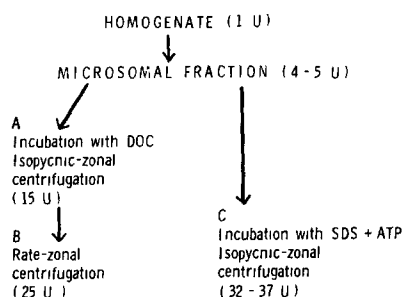 HOMOGENATE (1 U)
MICROSOMAL FRACTION (4-5 U)
A
Incubation with DOC
Isopycnic-zonal
centrifugation
(15 U)
B
Rate-zonal
centrifugation
(25 U)
C
Incubation with SDS + ATP
Isopycnic-zonal
centrifugation
(32-37 U)